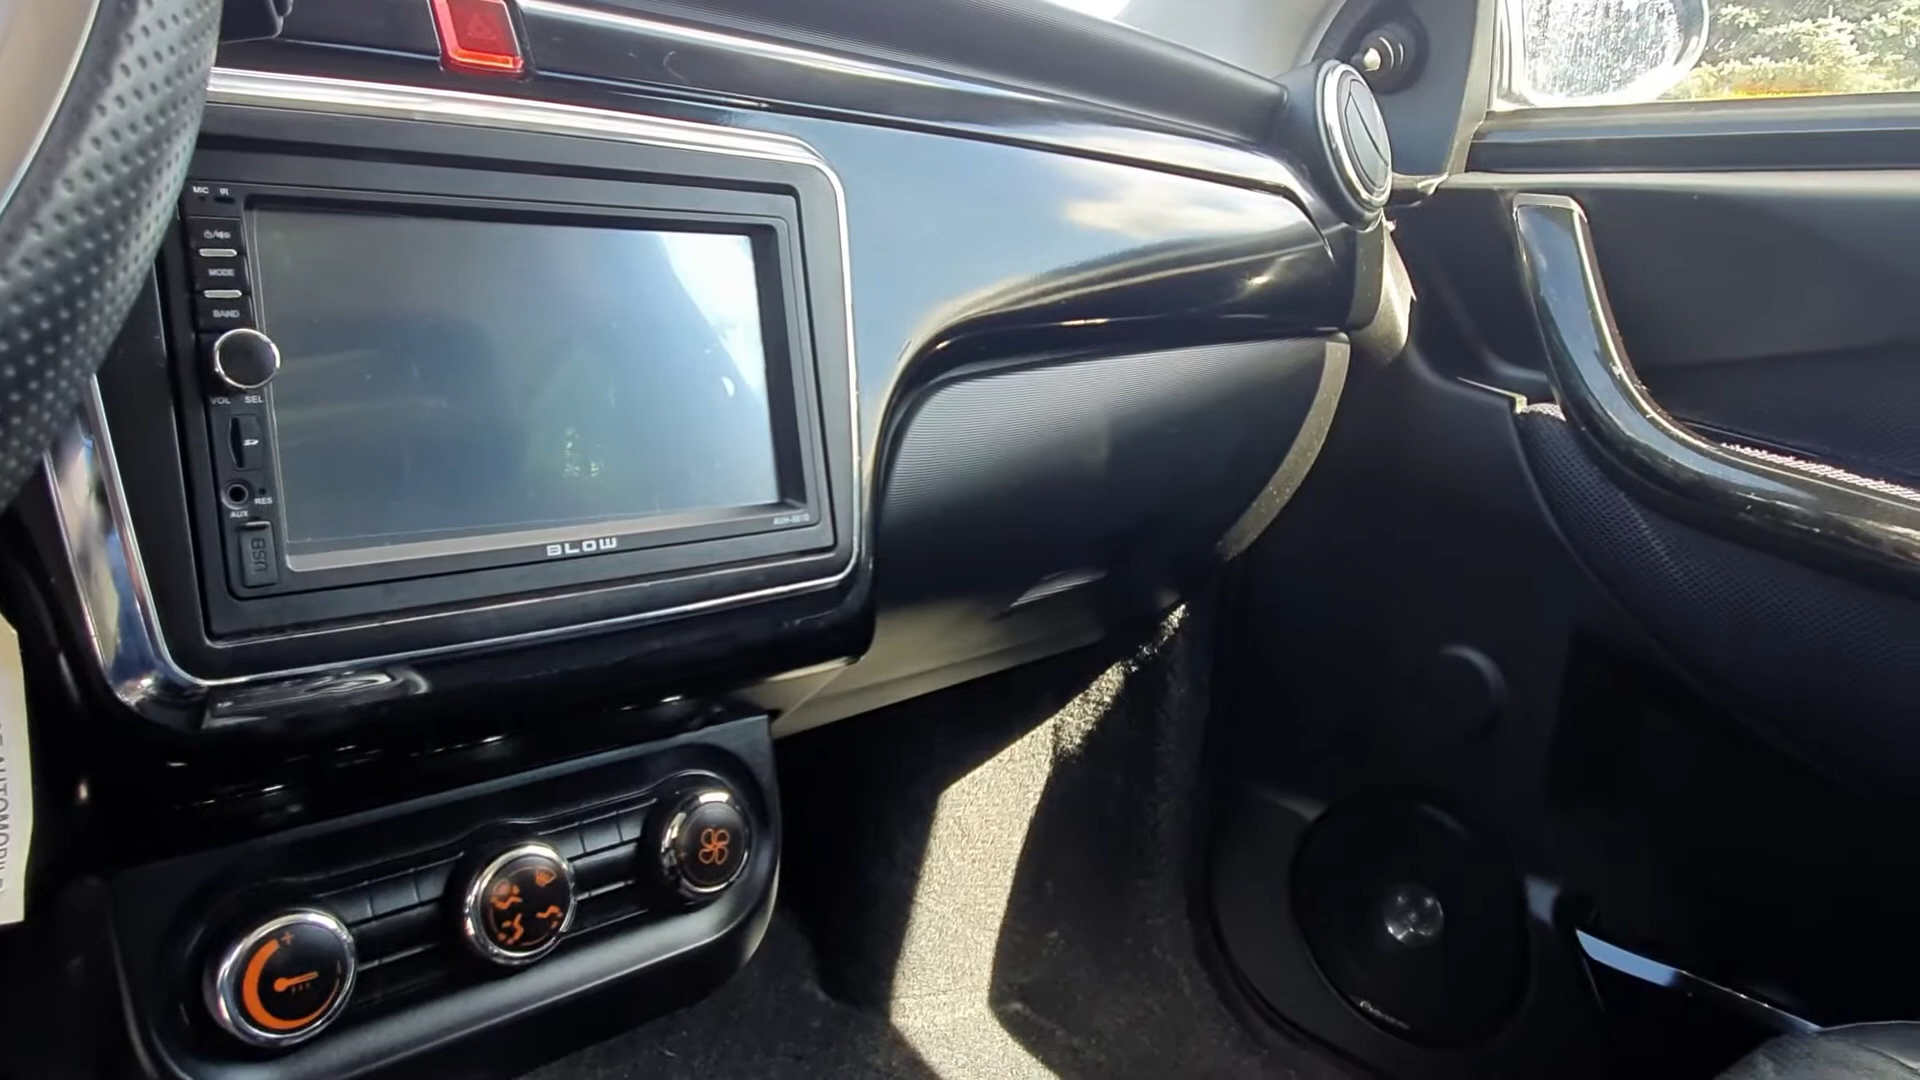 MIC IR
MODE
BAND
VOL SEL
RES
AUX
USB
BLOW